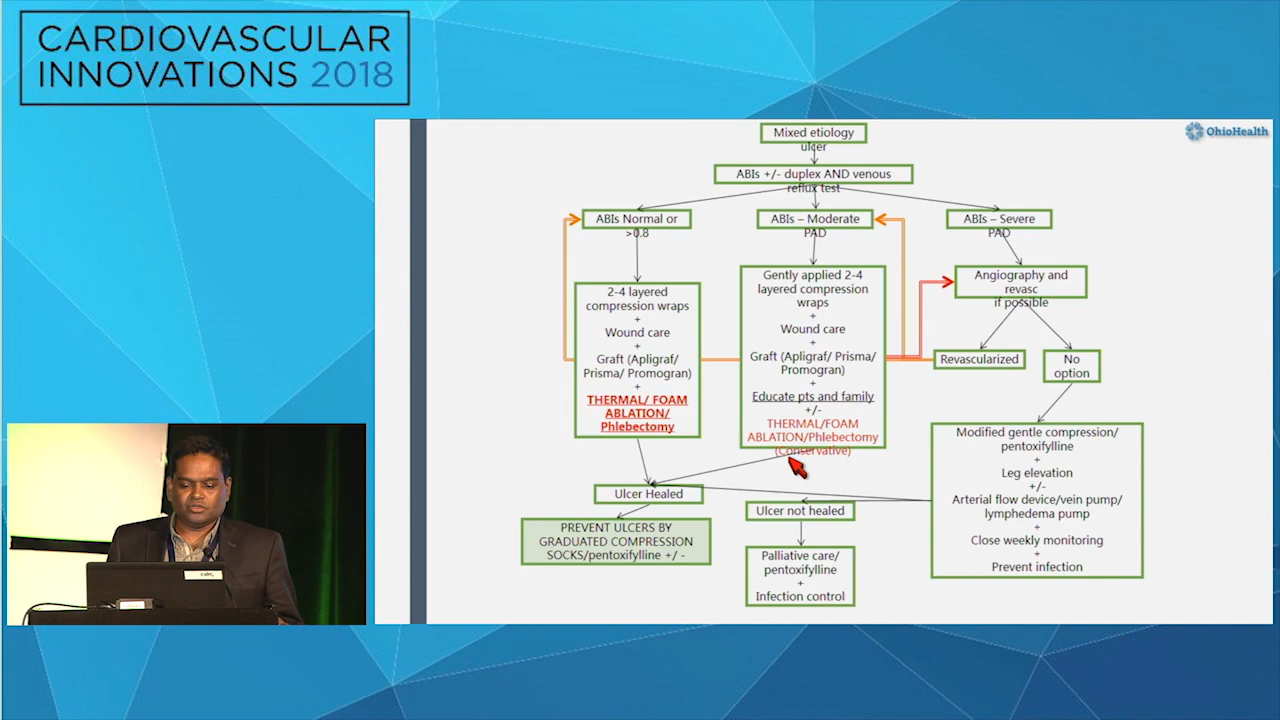 CARDIOVASCULAR
INNOVATIONS 2018
OhioHealth
Mixed etiology
ulcer
ABIs +/- duplex AND venous
reflux test
ABIs Normal or
>0.8
ABIs – Moderate
PAD
ABIs – Severe
PAD
2-4 layered
compression wraps
+
Wound care
+
Graft (Apligraf/
Prisma/ Promogran)
+
THERMAL/ FOAM
ABLATION/
Phlebectomy
Gently applied 2-4
layered compression
wraps
+
Wound care
+
Graft (Apligraf/ Prisma/
Promogran)
+
Educate pts and family
+/-
THERMAL/FOAM
ABLATION/Phlebectomy
(Conservative)
Angiography and
revasc
if possible
Revascularized
No
option
Modified gentle compression/
pentoxifylline
+
Leg elevation
+/-
Arterial flow device/vein pump/
lymphedema pump
+
Close weekly monitoring
+
Prevent infection
Ulcer Healed
PREVENT ULCERS BY
GRADUATED COMPRESSION
SOCKS/pentoxifylline +/ -
Ulcer not healed
Palliative care/
pentoxifylline
+
Infection control